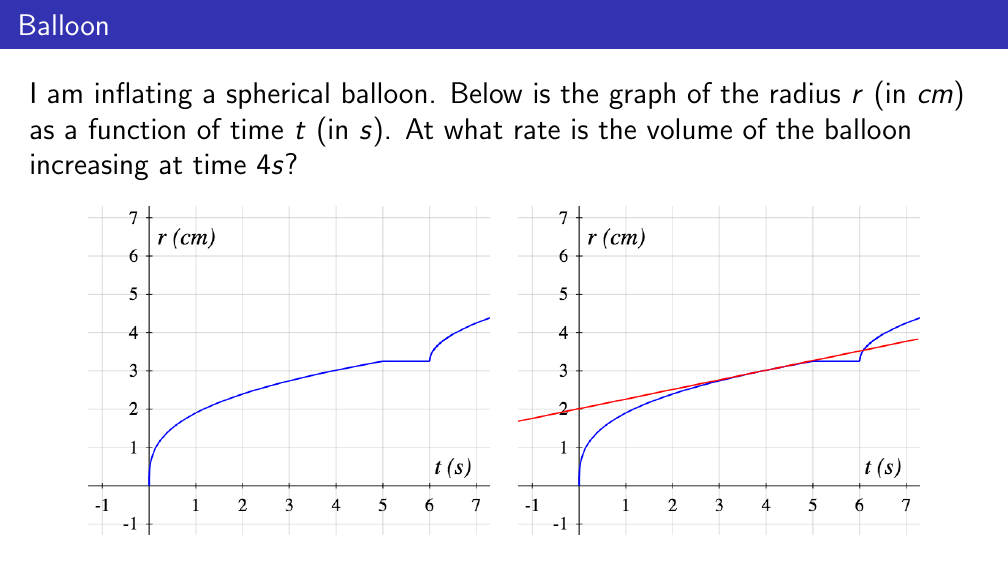 Balloon
I am inflating a spherical balloon. Below is the graph of the radius r (in cm)
as a function of time t (in s). At what rate is the volume of the balloon
increasing at time 4s?
7
r (cm)
6
5
4
3
2
1
t (s)
-1 1 2 3 4 5 6 7
-1
7
r (cm)
6
5
4
3
2
1
t (s)
-1 1 2 3 4 5 6 7
-1